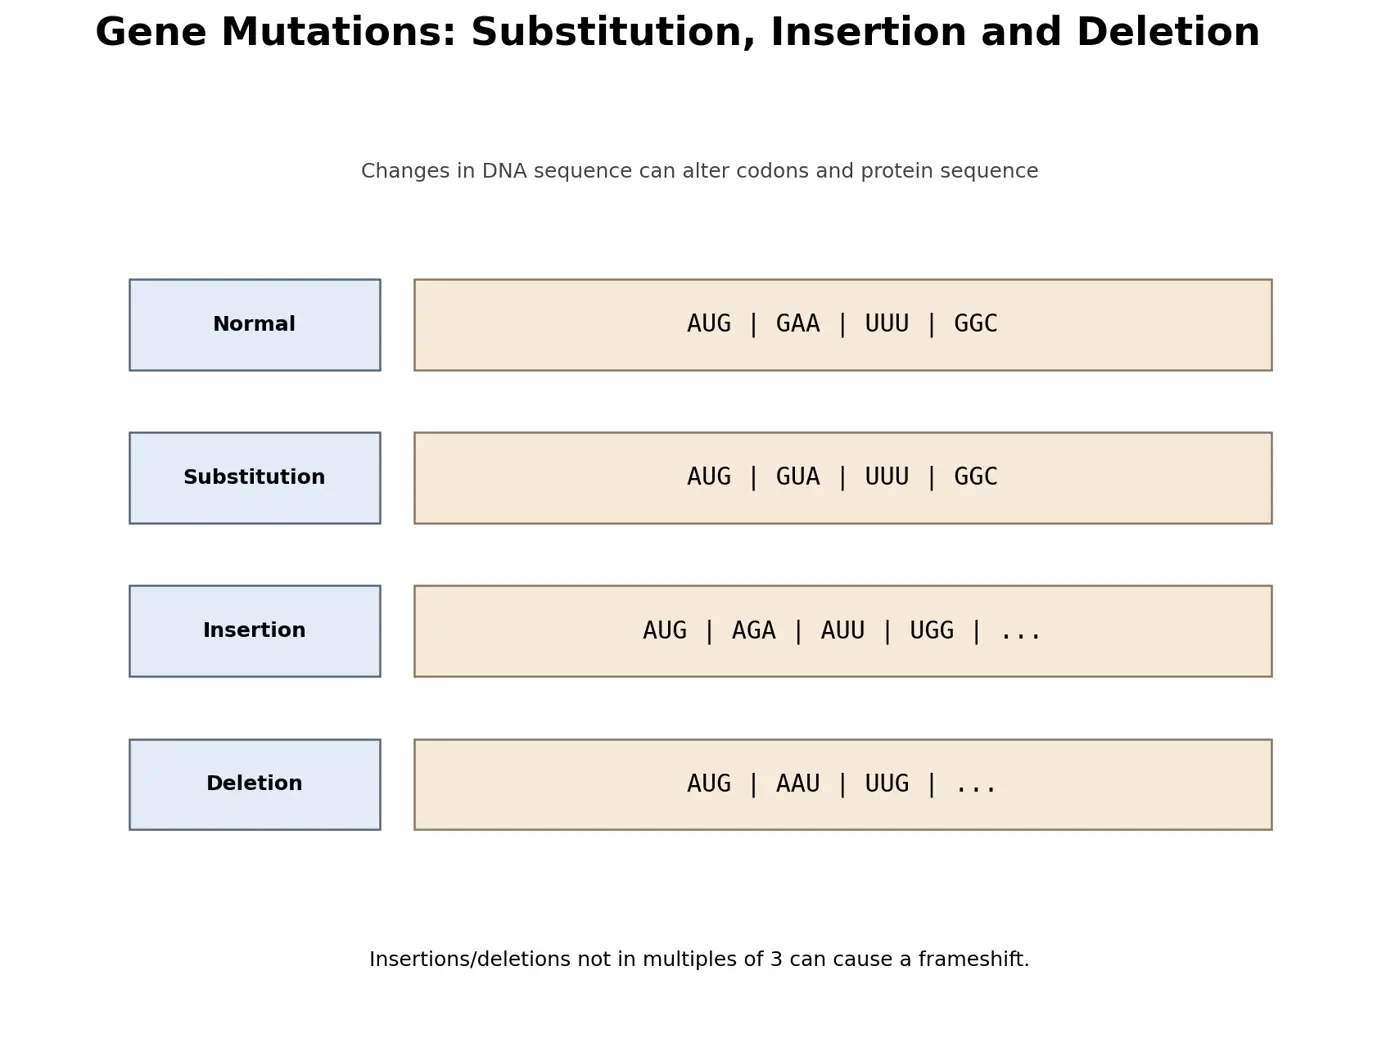 Gene Mutations: Substitution, Insertion and Deletion
Changes in DNA sequence can alter codons and protein sequence
Normal
AUG | GAA | UUU | GGC
Substitution
AUG | GUA | UUU | GGC
Insertion
AUG | AGA | AUU | UGG | ...
Deletion
AUG | AAU | UUG | ...
Insertions/deletions not in multiples of 3 can cause a frameshift.